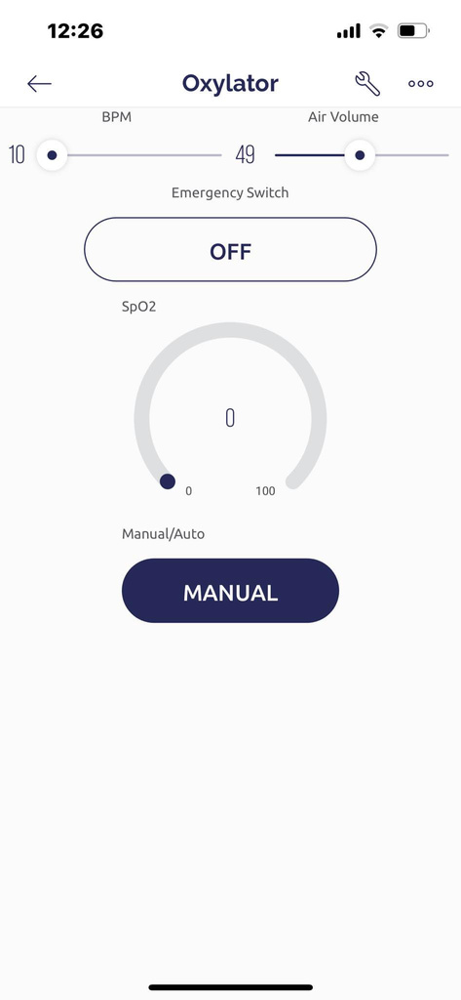 12:26
Oxylator
BPM Air Volume
10 49
Emergency Switch
OFF
SpO2
0
0 100
Manual/Auto
MANUAL